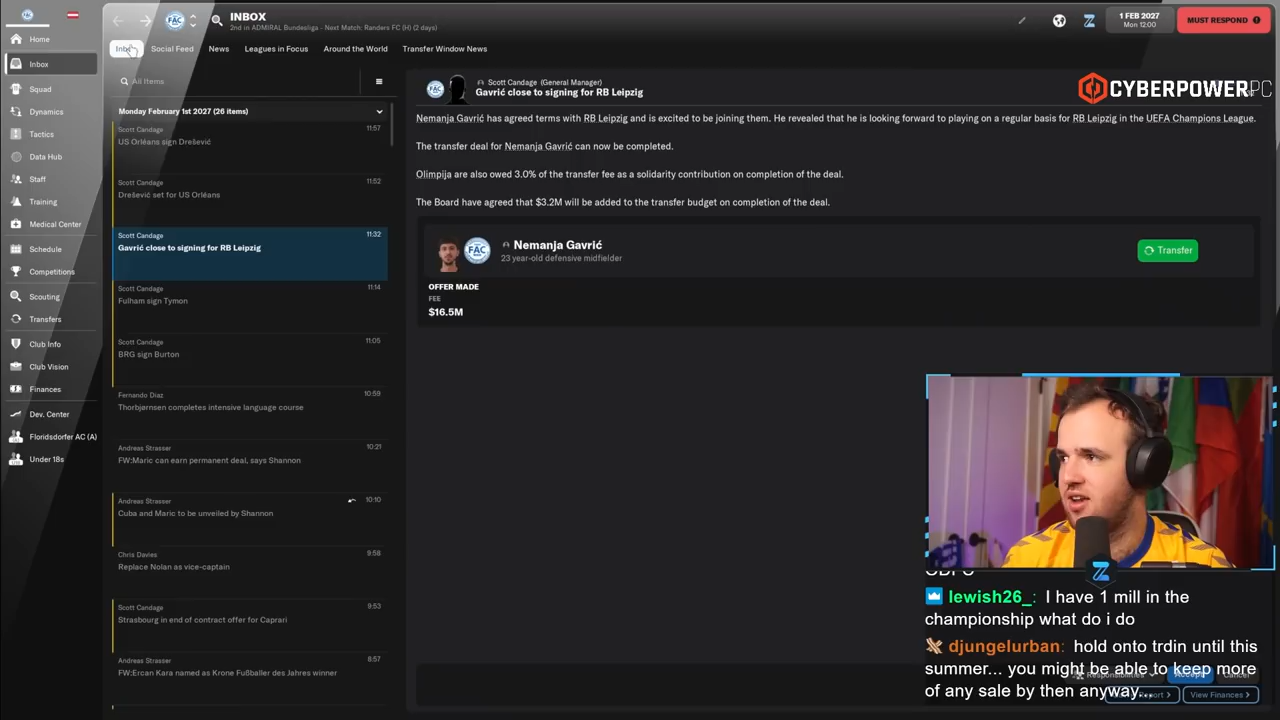 INBOX
2nd in ADMIRAL Bundesliga - Next Match: Randers FC (H) (2 days)
1 FEB 2027
Mon 12:00
MUST RESPOND
Home
Inbox
Squad
Dynamics
Tactics
Data Hub
Staff
Training
Medical Center
Schedule
Competitions
Scouting
Transfers
Club Info
Club Vision
Finances
Dev. Center
Floridsdorfer AC (A)
Under 18s
Social Feed
News
Leagues in Focus
Around the World
Transfer Window News
All Items
Monday February 1st 2027 (26 items)
Scott Candage 11:57
US Orléans sign Drešević
Scott Candage 11:52
Drešević set for US Orléans
Scott Candage 11:32
Gavrić close to signing for RB Leipzig
Scott Candage 11:14
Fulham sign Tymon
Scott Candage 11:05
BRG sign Burton
Fernando Díaz 10:59
Thorbjørnsen completes intensive language course
Andreas Strasser 10:21
FW:Maric can earn permanent deal, says Shannon
Andreas Strasser 10:10
Cuba and Maric to be unveiled by Shannon
Chris Davies 9:58
Replace Nolan as vice-captain
Scott Candage 8:53
Strasbourg in end of contract offer for Caprari
Andreas Strasser 8:57
FW:Ercan Kara named as Krone Fußballer des Jahres winner
Scott Candage (General Manager)
Gavrić close to signing for RB Leipzig
Nemanja Gavrić has agreed terms with RB Leipzig and is excited to be joining them. He revealed that he is looking forward to playing on a regular basis for RB Leipzig in the UEFA Champions League.
The transfer deal for Nemanja Gavrić can now be completed.
Olimpija are also owed 3.0% of the transfer fee as a solidarity contribution on completion of the deal.
The Board have agreed that $3.2M will be added to the transfer budget on completion of the deal.
FAC
Nemanja Gavrić
23 year-old defensive midfielder
Transfer
OFFER MADE
FEE
$16.5M
CYBERPOWERPC
lewish26_: I have 1 mill in the
championship what do i do
djungelurban: hold onto trdin until this
summer... you might be able to keep more
of any sale by then anyway...
Responsibilities
Accept
Cancel
View Finances